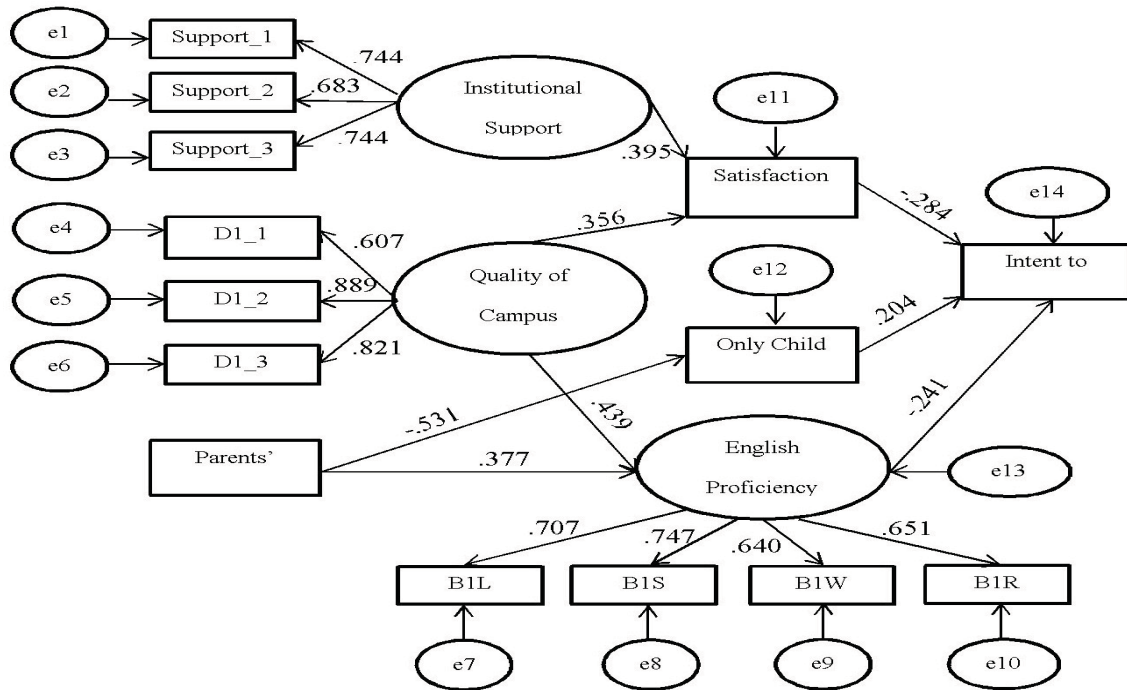 e1
Support_1
.744
e2
Support_2
.683
e3
Support_3
.744
Institutional
Support
e11
.395
Satisfaction
e14
-.284
Intent to
e4
D1_1
.607
.356
e5
D1_2
.889
Quality of
Campus
e12
.204
e6
D1_3
.821
Only Child
-.531
.439
-.241
Parents’
.377
English
Proficiency
e13
.707
.747
.640
.651
B1L
B1S
B1W
B1R
e7
e8
e9
e10